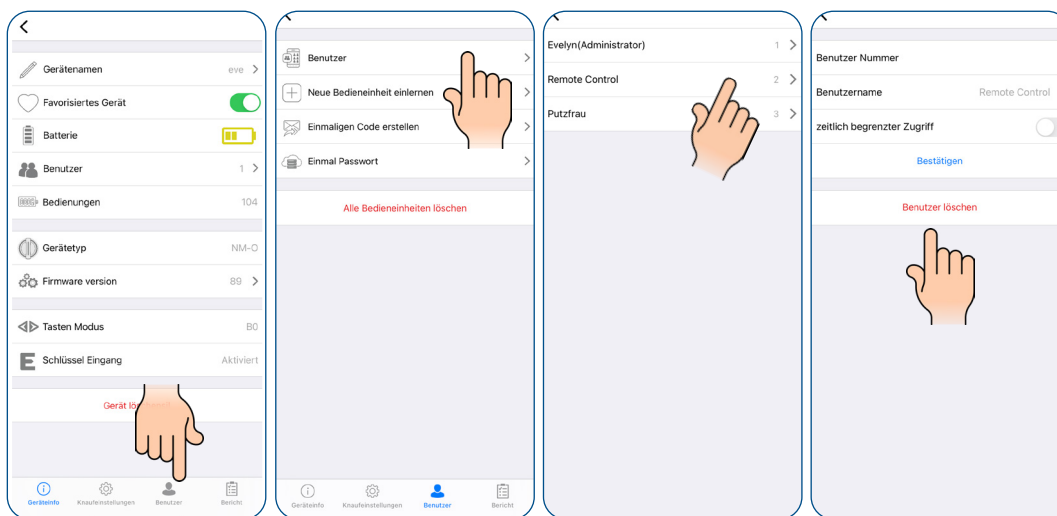 Gerätenamen eve
Favorisiertes Gerät
Batterie
Benutzer 1
Bedienungen 104
Gerätetyp NM-O
Firmware version 89
Tasten Modus B0
Schlüssel Eingang Aktiviert
Gerät
Geräteinfo Knaufeinstellungen Benutzer Bericht
Benutzer
Neue Bedieneinheit einlernen
Einmaligen Code erstellen
Einmal Passwort
Alle Bedieneinheiten löschen
Geräteinfo Knaufeinstellungen Benutzer Bericht
Evelyn(Administrator) 1
Remote Control 2
Putzfrau 3
Benutzer Nummer
Benutzername Remote Control
zeitlich begrenzter Zugriff
Bestätigen
Benutzer löschen